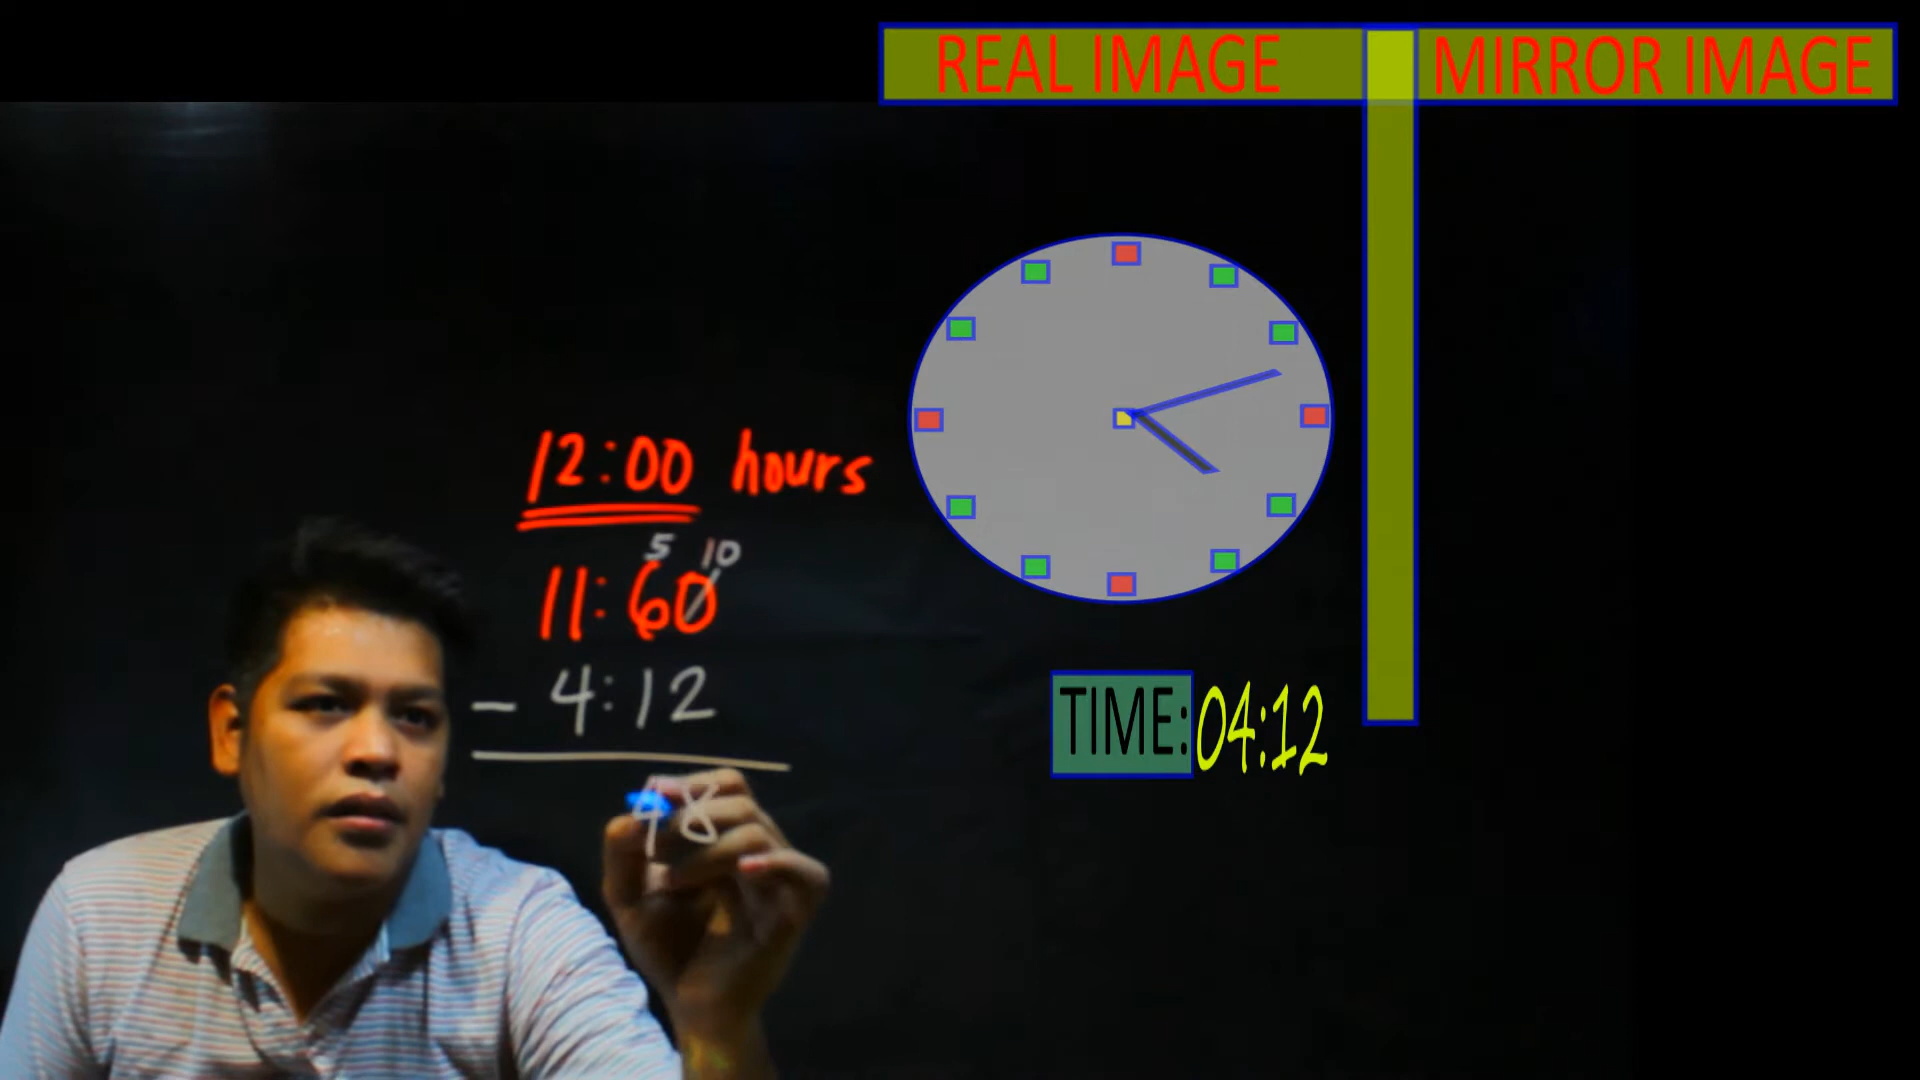 REAL IMAGE
MIRROR IMAGE
12:00 hours
5 10
11:60
- 4:12
48
TIME: 04:12